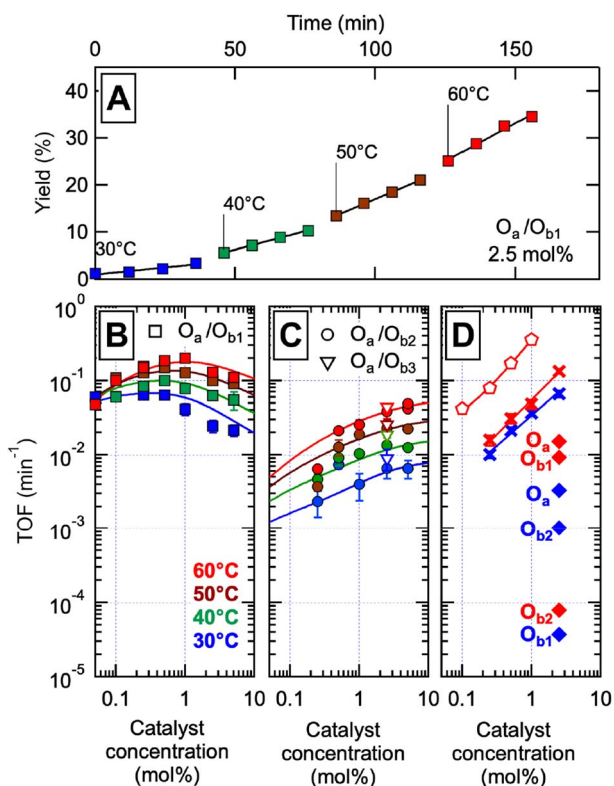 Time (min)
0 50 100 150
A
Yield (%)
40
30
20
10
0
30°C
40°C
50°C
60°C
Oa/Ob1
2.5 mol%
TOF (min⁻¹)
10⁰
10⁻¹
10⁻²
10⁻³
10⁻⁴
10⁻⁵
B
Oa/Ob1
60°C
50°C
40°C
30°C
C
Oa/Ob2
Oa/Ob3
D
Oa
Ob1
Oa
Ob2
Ob2
Ob1
0.1 1 10
0.1 1 10
0.1 1 10
Catalyst
concentration
(mol%)
Catalyst
concentration
(mol%)
Catalyst
concentration
(mol%)